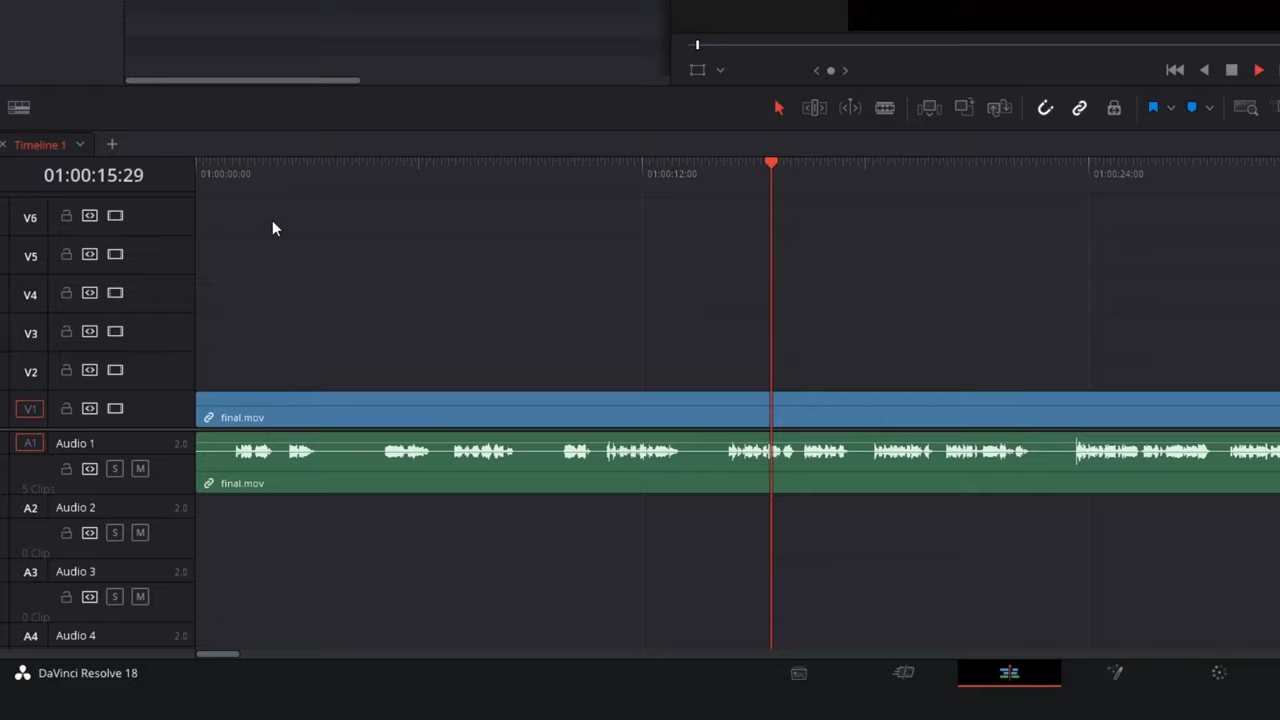 Timeline 1
01:00:15:29
01:00:00:00
01:00:12:00
01:00:24:00
V6
V5
V4
V3
V2
V1
final.mov
A1 Audio 1 2.0
S M
5 Clips
final.mov
A2 Audio 2 2.0
S M
0 Clip
A3 Audio 3 2.0
S M
0 Clip
A4 Audio 4 2.0
DaVinci Resolve 18